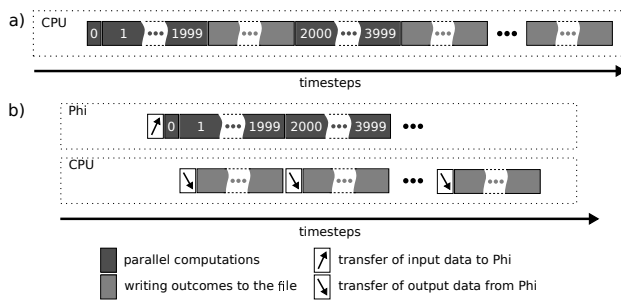 a) CPU
0 1 ••• 1999 ••• 2000 ••• 3999 ••• ••• •••
timesteps
b) Phi
0 1 ••• 1999 2000 ••• 3999 •••
CPU
••• ••• ••• •••
timesteps
parallel computations
transfer of input data to Phi
writing outcomes to the file
transfer of output data from Phi